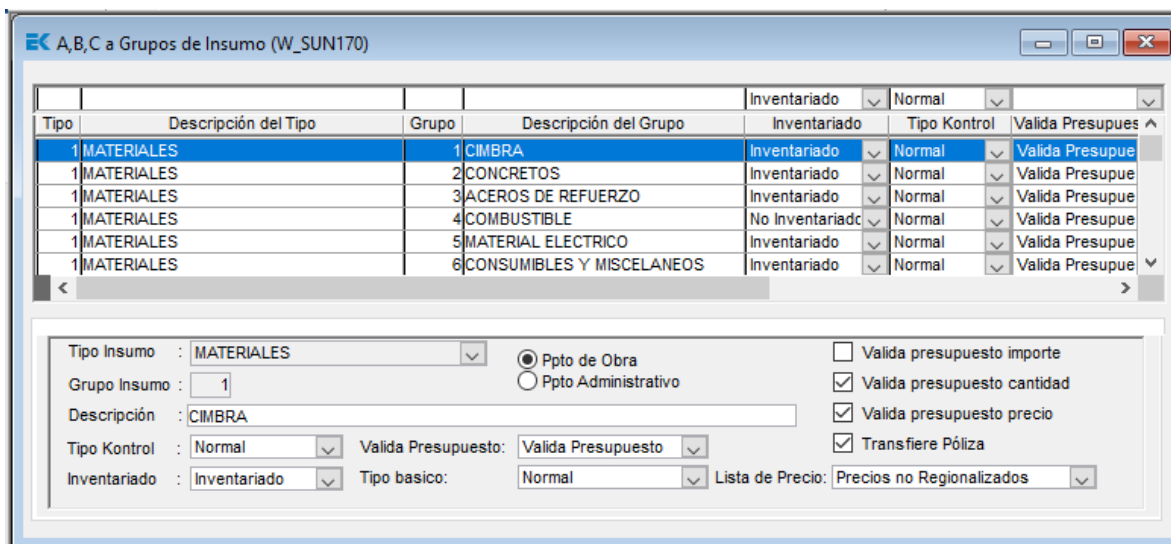 EK A,B,C a Grupos de Insumo (W_SUN170)
Inventariado Normal
Tipo Descripción del Tipo Grupo Descripción del Grupo Inventariado Tipo Kontrol Valida Presupues
1 MATERIALES 1 CIMBRA Inventariado Normal Valida Presupue
1 MATERIALES 2 CONCRETOS Inventariado Normal Valida Presupue
1 MATERIALES 3 ACEROS DE REFUERZO Inventariado Normal Valida Presupue
1 MATERIALES 4 COMBUSTIBLE No Inventariado Normal Valida Presupue
1 MATERIALES 5 MATERIAL ELECTRICO Inventariado Normal Valida Presupue
1 MATERIALES 6 CONSUMIBLES Y MISCELANEOS Inventariado Normal Valida Presupue
Tipo Insumo : MATERIALES Ppto de Obra Valida presupuesto importe
Grupo Insumo : 1 Ppto Administrativo Valida presupuesto cantidad
Descripción : CIMBRA Valida presupuesto precio
Tipo Kontrol : Normal Valida Presupuesto: Valida Presupuesto Transfiere Póliza
Inventariado : Inventariado Tipo basico: Normal Lista de Precio: Precios no Regionalizados